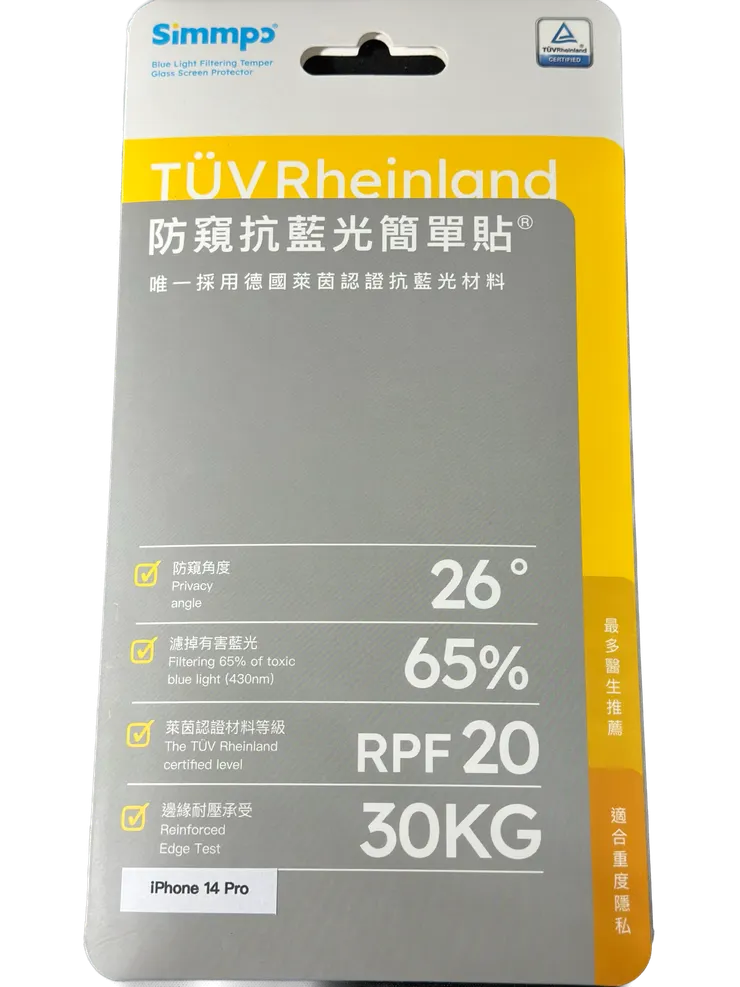 Simmpo®
Blue Light Filtering Temper
Glass Screen Protector
TÜVRheinland
CERTIFIED
TÜV Rheinland
防窺抗藍光簡單貼®
唯一採用德國萊茵認證抗藍光材料
防窺角度
Privacy
angle
26°
濾掉有害藍光
Filtering 65% of toxic
blue light (430nm)
65%
萊茵認證材料等級
The TÜV Rheinland
certified level
RPF 20
邊緣耐壓承受
Reinforced
Edge Test
30KG
iPhone 14 Pro
最多醫生推薦
適合重度隱私